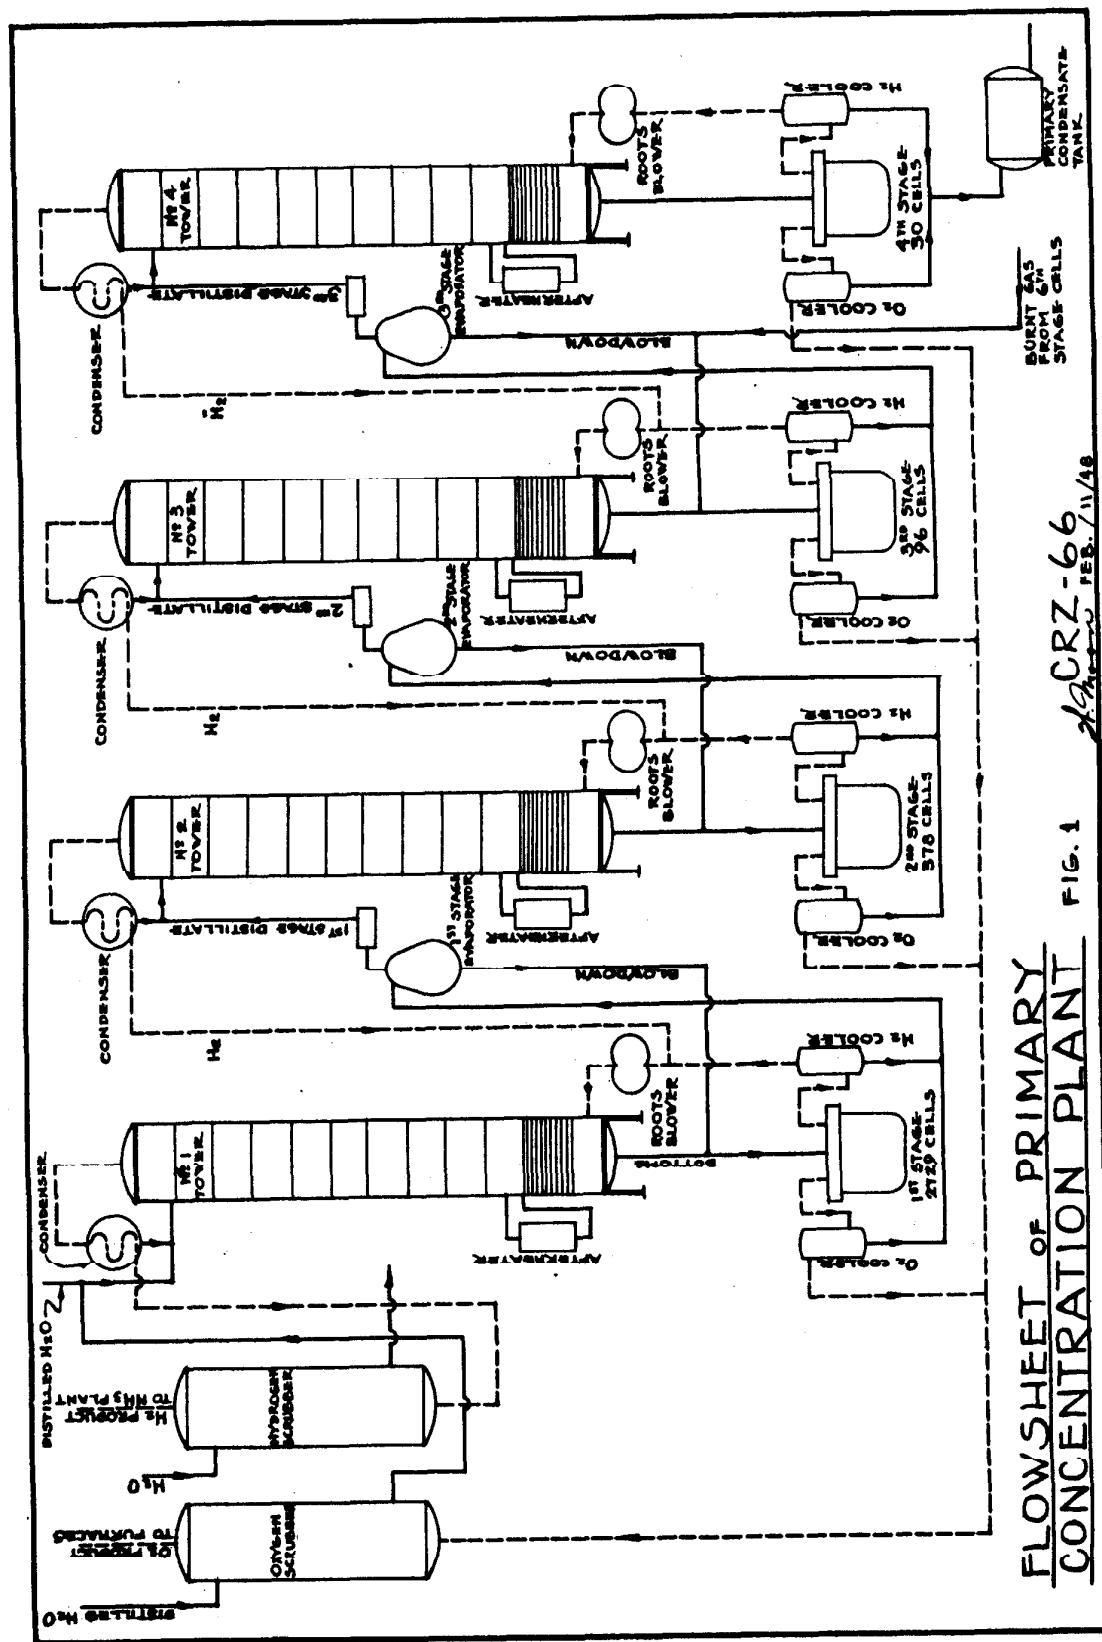 DISTILLED H2O
O2 PRODUCT
TO FURNACES
OXYGEN
SCRUBBER
H2O
H2 PRODUCT
TO NH3 PLANT
HYDROGEN
SCRUBBER
DISTILLED H2O
CONDENSER
Nº 1
TOWER
AFTERHEATER
ROOTS
BLOWER
BOTTOMS
O2 COOLER
1ST STAGE-
2729 CELLS
H2 COOLER
CONDENSER
H2
1ST STAGE DISTILLATE
1ST STAGE
EVAPORATOR
BLOWDOWN
Nº 2
TOWER
AFTERHEATER
ROOTS
BLOWER
O2 COOLER
2ND STAGE-
578 CELLS
H2 COOLER
CONDENSER
H2
2ND STAGE DISTILLATE
2ND STAGE
EVAPORATOR
BLOWDOWN
Nº 3
TOWER
AFTERHEATER
ROOTS
BLOWER
O2 COOLER
3RD STAGE-
96 CELLS
H2 COOLER
CONDENSER
H2
3RD STAGE DISTILLATE
3RD STAGE
EVAPORATOR
BLOWDOWN
Nº 4
TOWER
AFTERHEATER
ROOTS
BLOWER
O2 COOLER
4TH STAGE-
30 CELLS
H2 COOLER
BURNT GAS
FROM 6TH
STAGE CELLS
PRIMARY
CONDENSATE
TANK
FLOWSHEET OF PRIMARY
CONCENTRATION PLANT
FIG. 1
CRZ-66
FEB./11/48